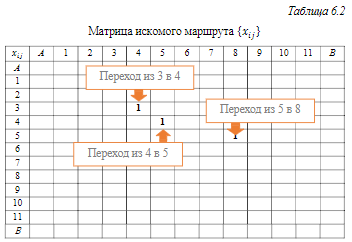 Таблица 6.2
Матрица искомого маршрута {xij}
xij A 1 2 3 4 5 6 7 8 9 10 11 B
A
1
Переход из 3 в 4
2
3 1
Переход из 5 в 8
4 1
5 1
6
Переход из 4 в 5
7
8
9
10
11
B